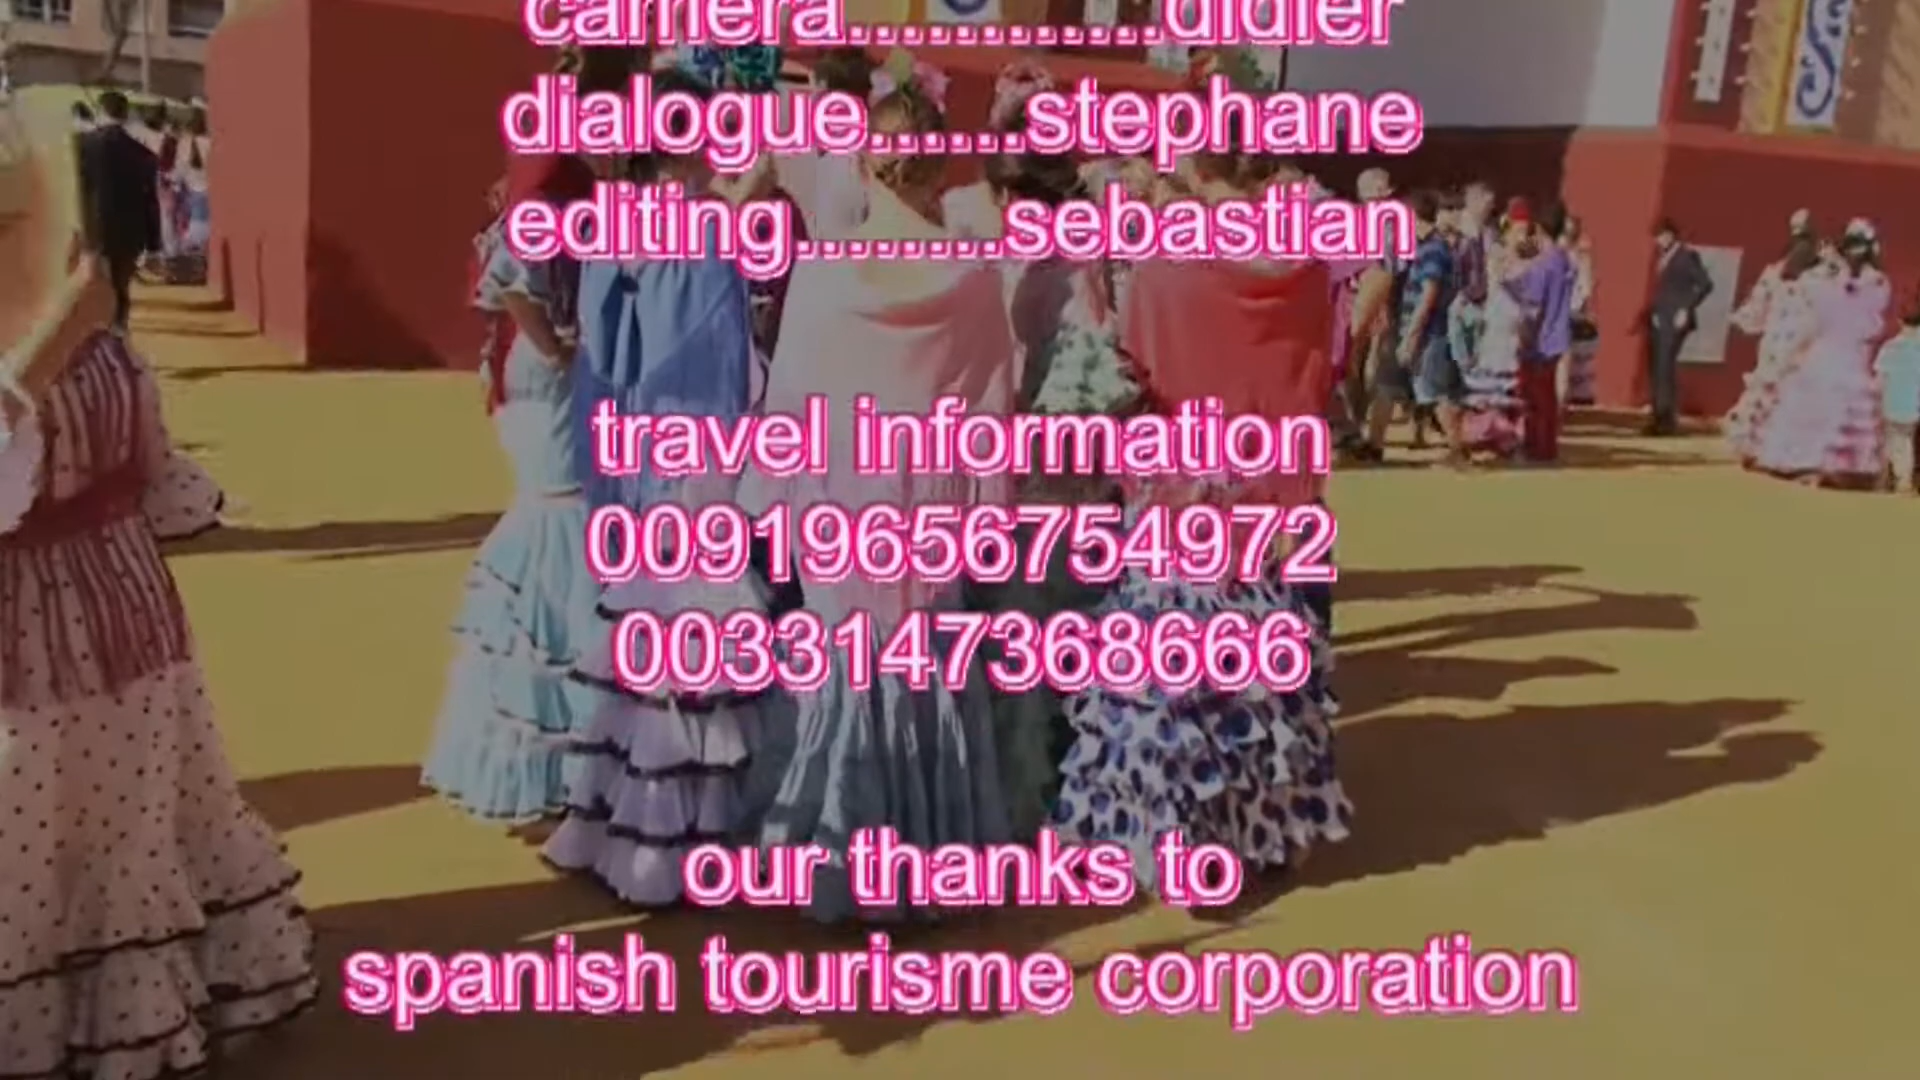 camera............didier
dialogue......stephane
editing........sebastian
travel information
00919656754972
0033147368666
our thanks to
spanish tourisme corporation